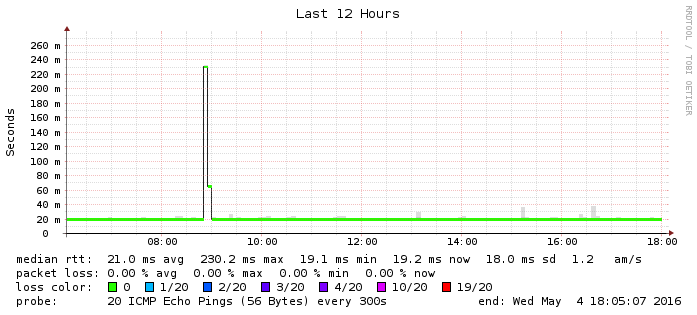 Last 12 Hours
RRDTOOL / TOBI OETIKER
Seconds
260 m
240 m
220 m
200 m
180 m
160 m
140 m
120 m
100 m
80 m
60 m
40 m
20 m
0
08:00 10:00 12:00 14:00 16:00 18:00
median rtt: 21.0 ms avg 230.2 ms max 19.1 ms min 19.2 ms now 18.0 ms sd 1.2 am/s
packet loss: 0.00 % avg 0.00 % max 0.00 % min 0.00 % now
loss color: 0 1/20 2/20 3/20 4/20 10/20 19/20
probe: 20 ICMP Echo Pings (56 Bytes) every 300s end: Wed May 4 18:05:07 2016